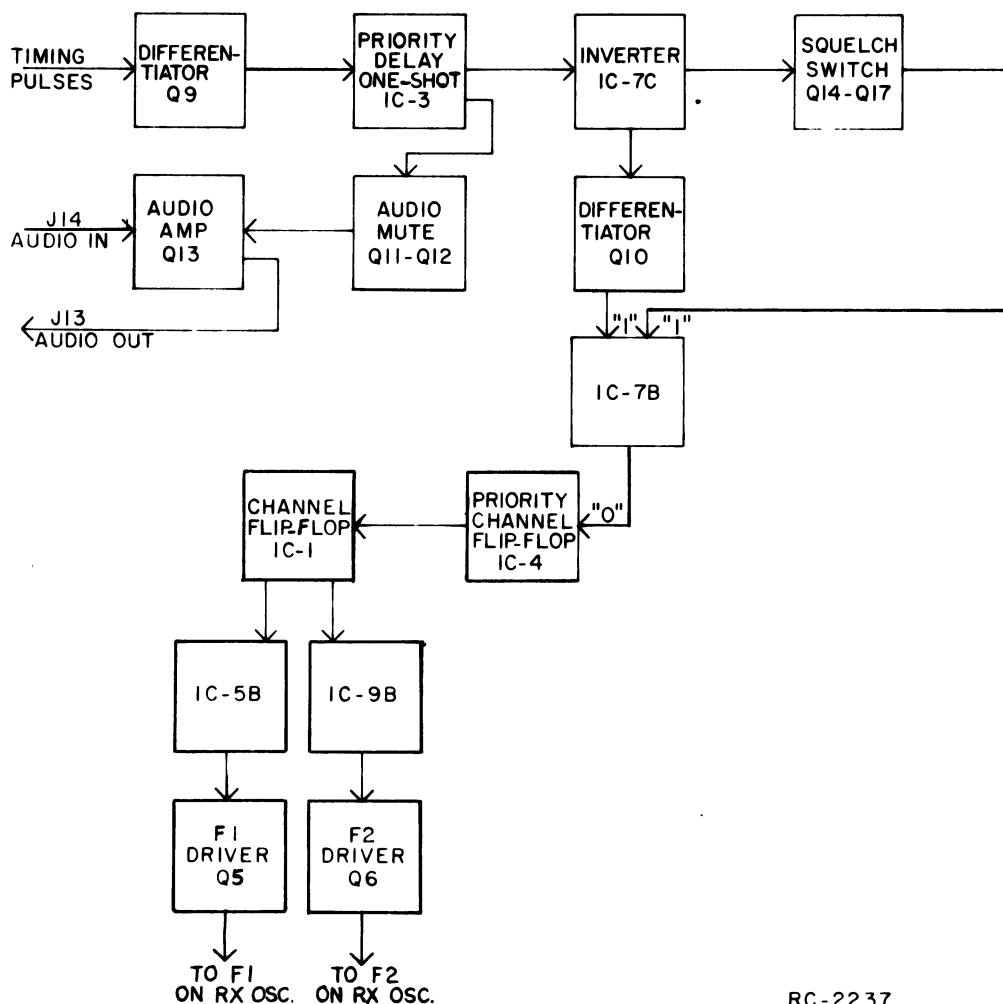 TIMING
PULSES
DIFFEREN-
TIATOR
Q9
PRIORITY
DELAY
ONE-SHOT
IC-3
INVERTER
IC-7C
SQUELCH
SWITCH
Q14-Q17
J14
AUDIO IN
AUDIO
AMP
Q13
AUDIO
MUTE
Q11-Q12
DIFFEREN-
TIATOR
Q10
J13
AUDIO OUT
"1" "1"
IC-7B
CHANNEL
FLIP-FLOP
IC-1
PRIORITY
CHANNEL
FLIP-FLOP
IC-4
"0"
IC-5B
IC-9B
F1
DRIVER
Q5
F2
DRIVER
Q6
TO F1
ON RX OSC.
TO F2
ON RX OSC.
RC-2237